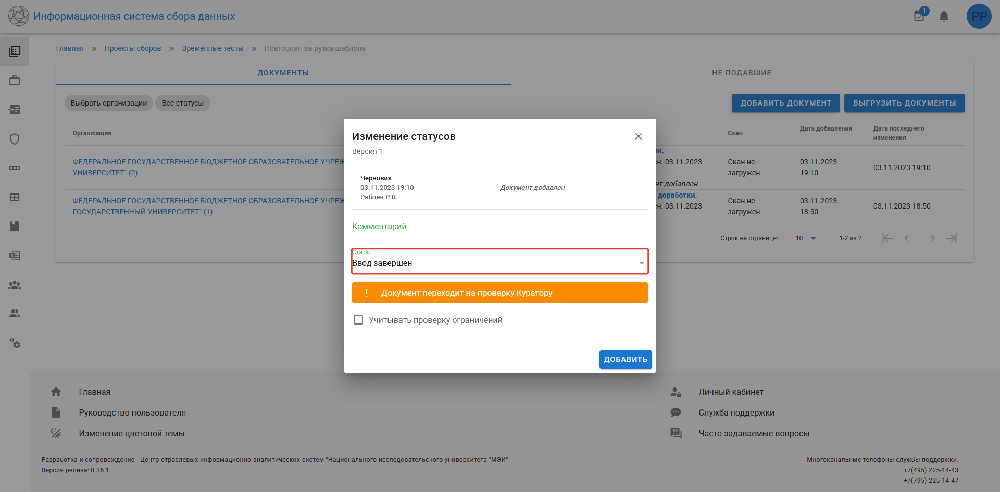 Информационная система сбора данных
1
PP
Главная » Проекты сборов » Временные тесты » Повторная загрузка шаблона
ДОКУМЕНТЫ
НЕ ПОДАВШИЕ
Выбрать организации
Все статусы
ДОБАВИТЬ ДОКУМЕНТ
ВЫГРУЗИТЬ ДОКУМЕНТЫ
Организация
Скан
Дата добавления
Дата последнего
изменения
ФЕДЕРАЛЬНОЕ ГОСУДАРСТВЕННОЕ БЮДЖЕТНОЕ ОБРАЗОВАТЕЛЬНОЕ УЧРЕЖ
УНИВЕРСИТЕТ" (2)
ик.
ен: 03.11.2023
нт добавлен
Скан не
загружен
03.11.2023
19:10
03.11.2023 19:10
ФЕДЕРАЛЬНОЕ ГОСУДАРСТВЕННОЕ БЮДЖЕТНОЕ ОБРАЗОВАТЕЛЬНОЕ УЧРЕЖ
ГОСУДАРСТВЕННЫЙ УНИВЕРСИТЕТ" (1)
доработки.
ен: 03.11.2023
Скан не
загружен
03.11.2023
18:50
03.11.2023 18:50
Строк на странице:
10
1-2 из 2
Изменение статусов
Версия 1
Черновик
03.11.2023 19:10
Рябцев Р.В.
Документ добавлен
Комментарий
Статус
Ввод завершен
! Документ переходит на проверку Куратору
Учитывать проверку ограничений
ДОБАВИТЬ
Главная
Руководство пользователя
Изменение цветовой темы
Личный кабинет
Служба поддержки
Часто задаваемые вопросы
Разработка и сопровождение - Центр отраслевых информационно-аналитических систем "Национального исследовательского университета "МЭИ"
Версия релиза: 0.36.1
Многоканальные телефоны службы поддержки:
+7(495) 225-14-43
+7(795) 225-14-47